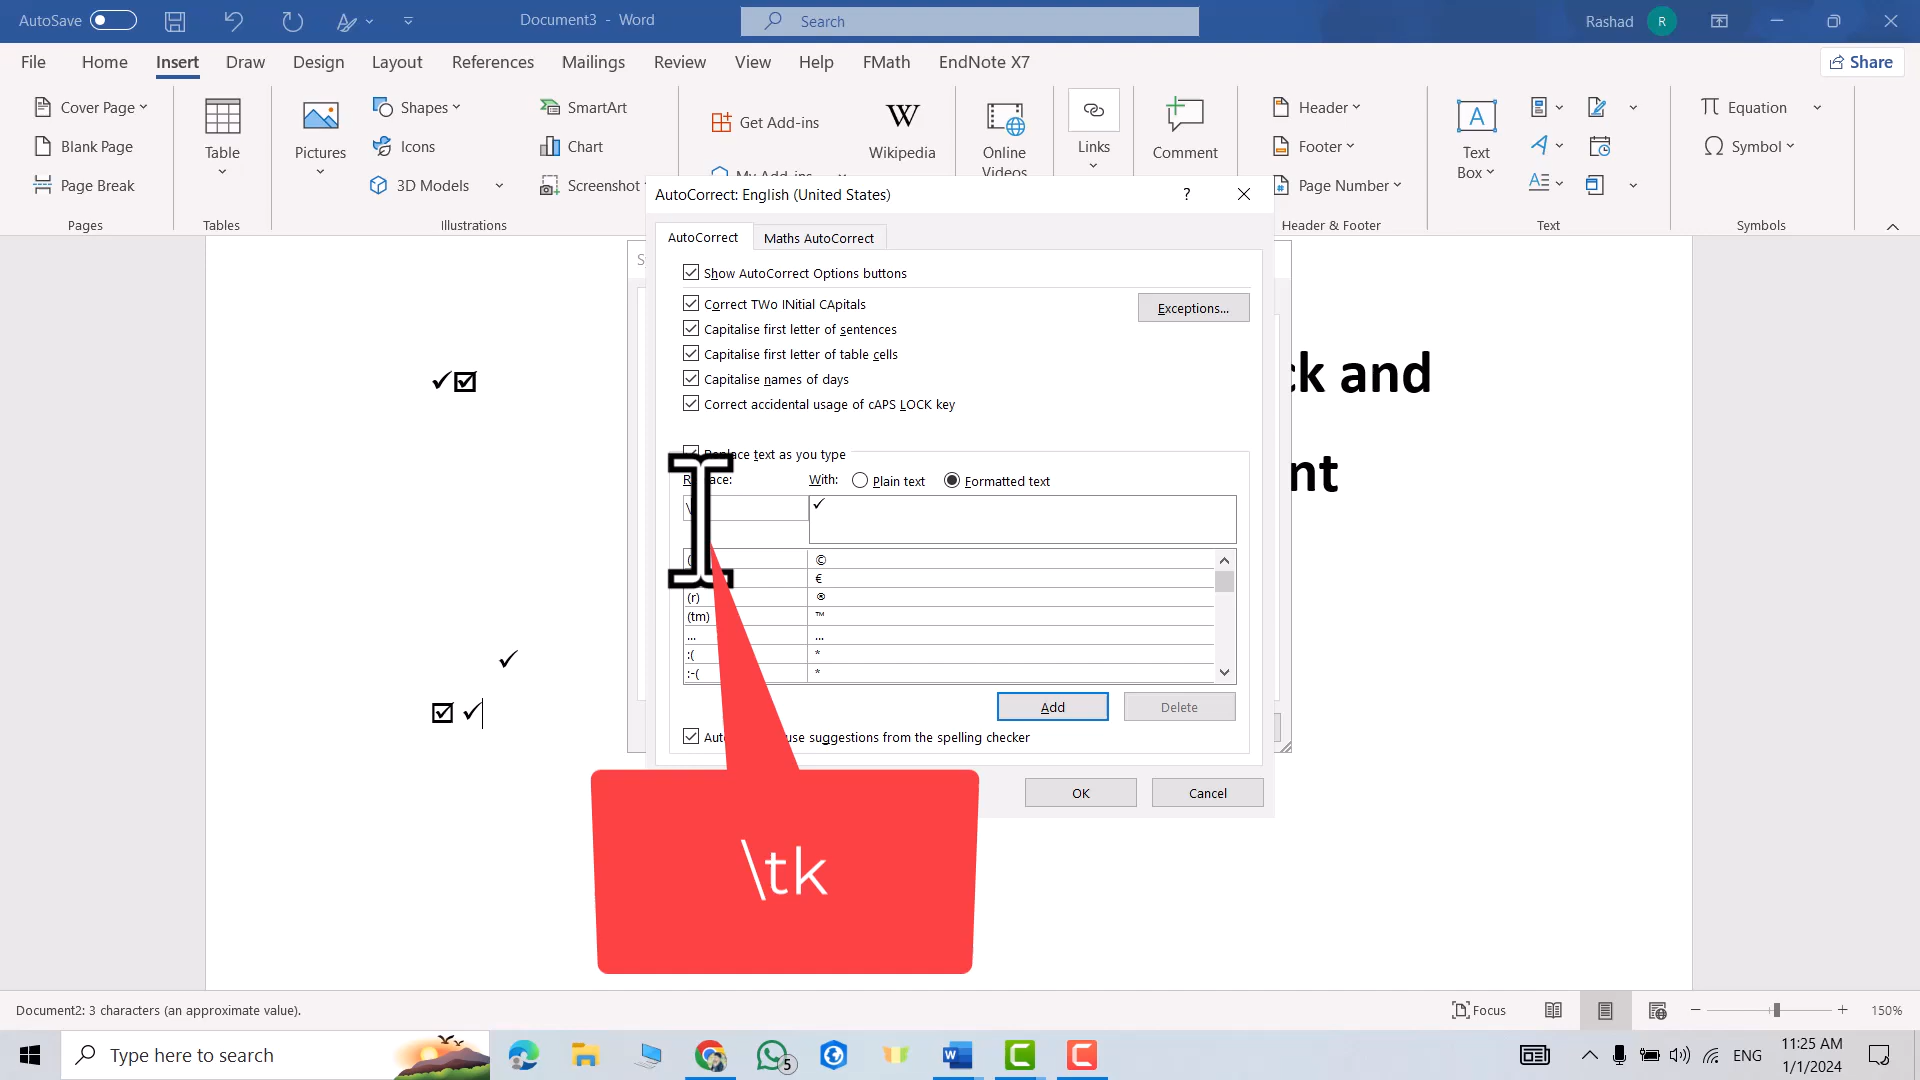 AutoSave
Document3 - Word
Search
Rashad
R
File Home Insert Draw Design Layout References Mailings Review View Help FMath EndNote X7
Share
Cover Page
Blank Page
Page Break
Pages
Table
Tables
Pictures
Shapes
Icons
3D Models
SmartArt
Chart
Screenshot
Illustrations
Get Add-ins
My Add-ins
W
Wikipedia
Online
Videos
Links
Comment
Header
Footer
Page Number
Header & Footer
A
Text
Box
Text
π Equation
Ω Symbol
Symbols
AutoCorrect: English (United States)
?
AutoCorrect Maths AutoCorrect
Show AutoCorrect Options buttons
Correct TWo INitial CApitals
Exceptions...
Capitalise first letter of sentences
Capitalise first letter of table cells
Capitalise names of days
Correct accidental usage of cAPS LOCK key
text as you type
With: Plain text Formatted text
✓
©
€
(r) ®
(tm) ™
... ...
:(
:-(
Add Delete
suggestions from the spelling checker
OK Cancel
✓☑
and
✓
☑ ✓
\tk
Document2: 3 characters (an approximate value).
Focus
150%
Type here to search
5
ENG
11:25 AM
1/1/2024